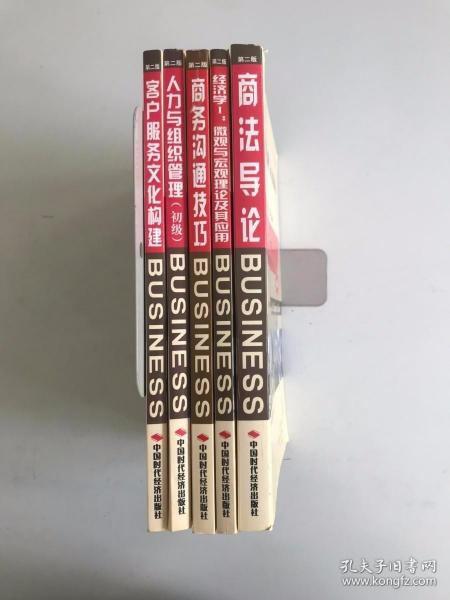 第二版
客户服务文化构建
BUSINESS
中国时代经济出版社
第二版
人力与组织管理（初级）
BUSINESS
中国时代经济出版社
第二版
商务沟通技巧
BUSINESS
中国时代经济出版社
第二版
经济学Ⅰ：微观与宏观理论及其应用
BUSINESS
中国时代经济出版社
第二版
商法导论
BUSINESS
中国时代经济出版社
孔夫子旧书网
www.kongfz.com